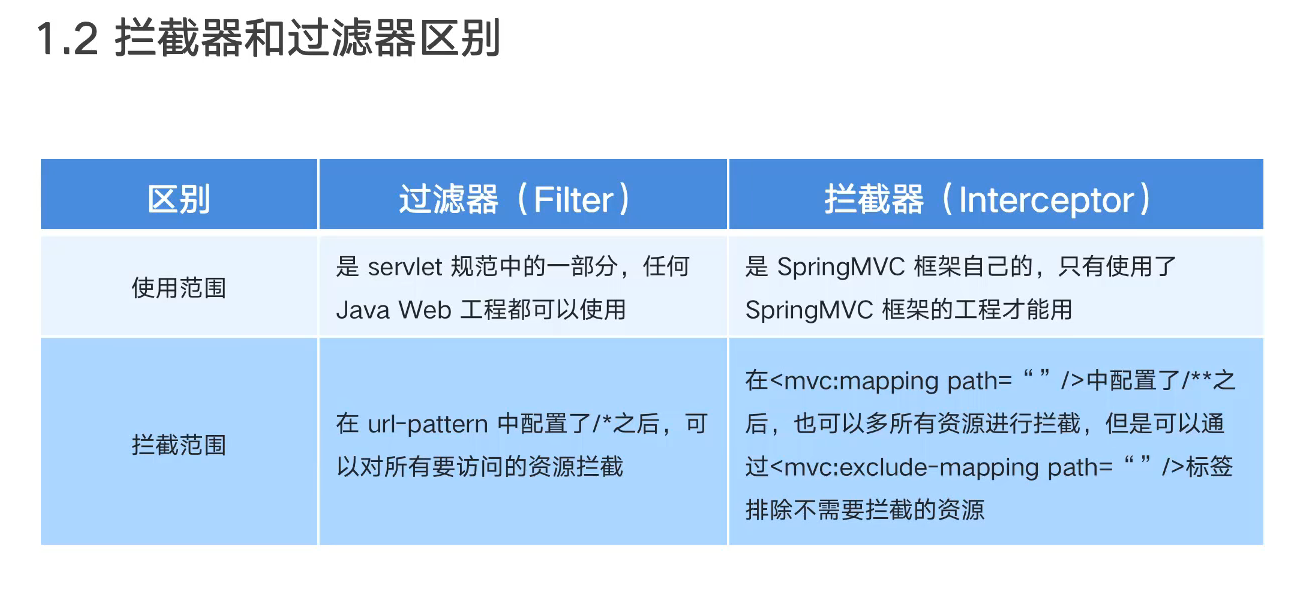 1.2 拦截器和过滤器区别
区别
过滤器（Filter）
拦截器（Interceptor）
使用范围
是 servlet 规范中的一部分，任何
Java Web 工程都可以使用
是 SpringMVC 框架自己的，只有使用了
SpringMVC 框架的工程才能用
拦截范围
在 url-pattern 中配置了/*之后，可
以对所有要访问的资源拦截
在<mvc:mapping path=“”/>中配置了/**之
后，也可以多所有资源进行拦截，但是可以通
过<mvc:exclude-mapping path=“”/>标签
排除不需要拦截的资源